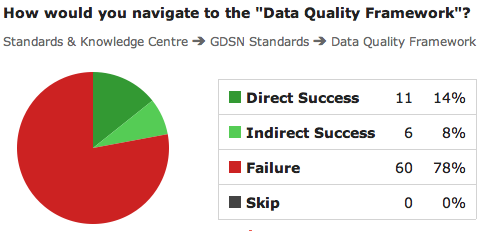 How would you navigate to the "Data Quality Framework"?
Standards & Knowledge Centre ➔ GDSN Standards ➔ Data Quality Framework
Direct Success 11 14%
Indirect Success 6 8%
Failure 60 78%
Skip 0 0%